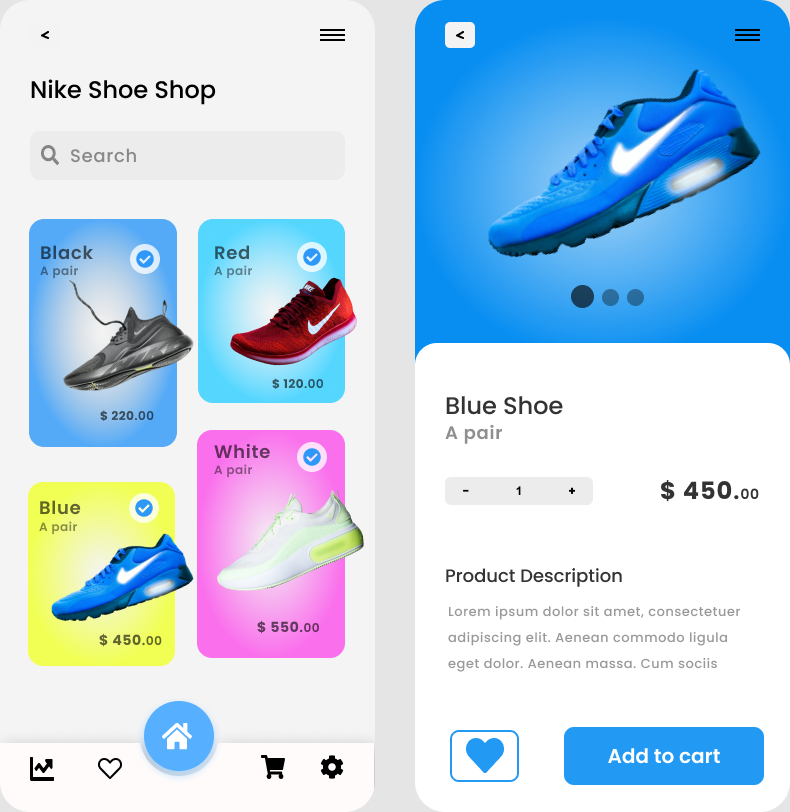 <
Nike Shoe Shop
Search
Black
A pair
$ 220.00
Red
A pair
$ 120.00
Blue
A pair
$ 450.00
White
A pair
$ 550.00
<
Blue Shoe
A pair
- 1 +
$ 450.00
Product Description
Lorem ipsum dolor sit amet, consectetuer
adipiscing elit. Aenean commodo ligula
eget dolor. Aenean massa. Cum sociis
Add to cart